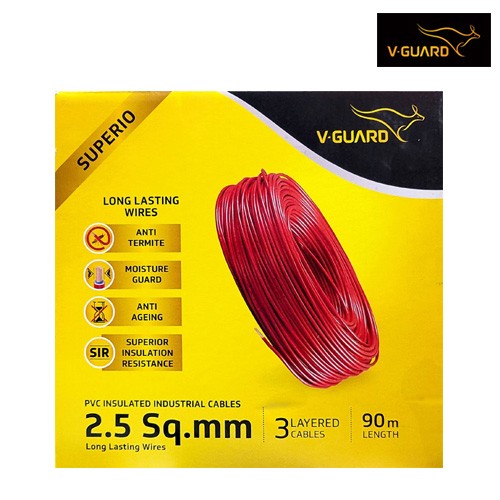 V-GUARD
SUPERIO
V-GUARD
LONG LASTING
WIRES
ANTI
TERMITE
MOISTURE
GUARD
ANTI
AGEING
SIR
SUPERIOR
INSULATION
RESISTANCE
PVC INSULATED INDUSTRIAL CABLES
2.5 Sq.mm
Long Lasting Wires
3 LAYERED
CABLES
90m
LENGTH